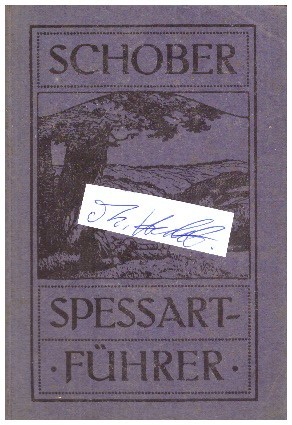 SCHOBER
SPESSART-
· FÜHRER ·